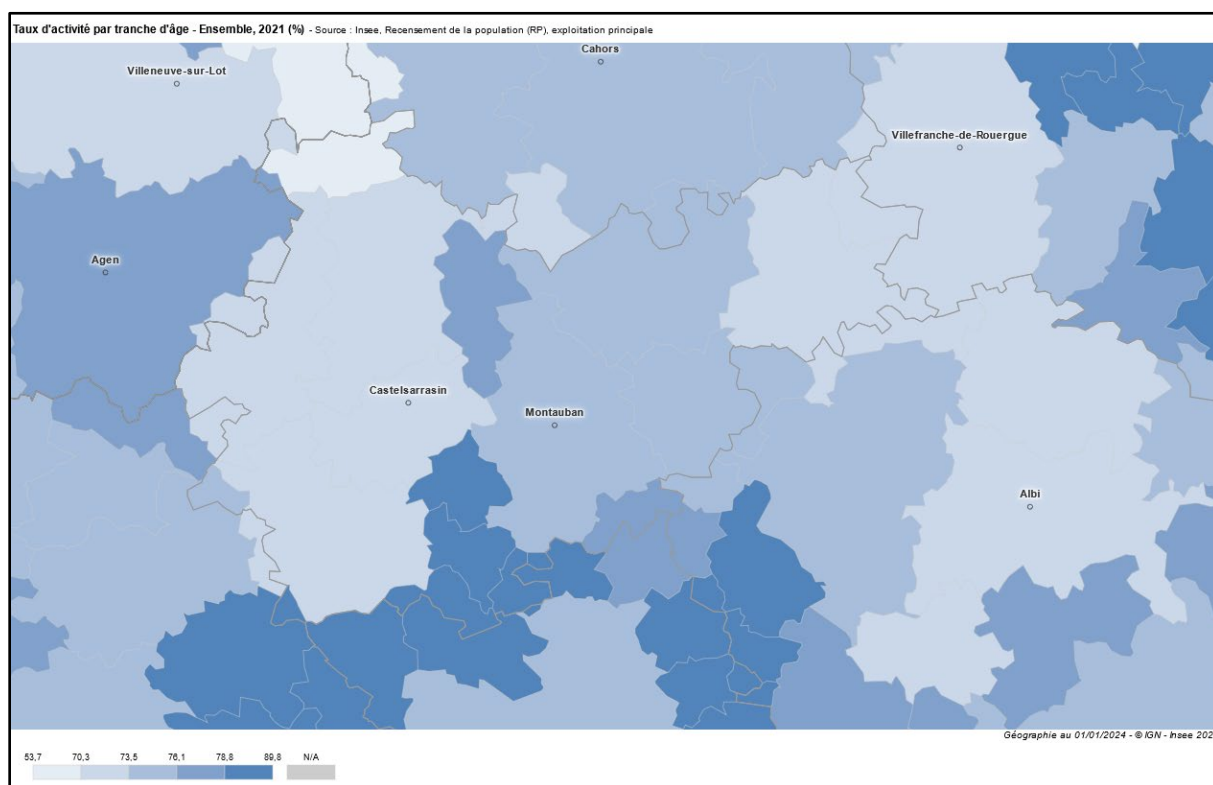 Taux d'activité par tranche d'âge - Ensemble, 2021 (%) - Source : Insee, Recensement de la population (RP), exploitation principale
Cahors
Villeneuve-sur-Lot
Villefranche-de-Rouergue
Agen
Castelsarrasin
Montauban
Albi
Géographie au 01/01/2024 - © IGN - Insee 202
53,7 70,3 73,5 76,1 78,8 89,8 N/A